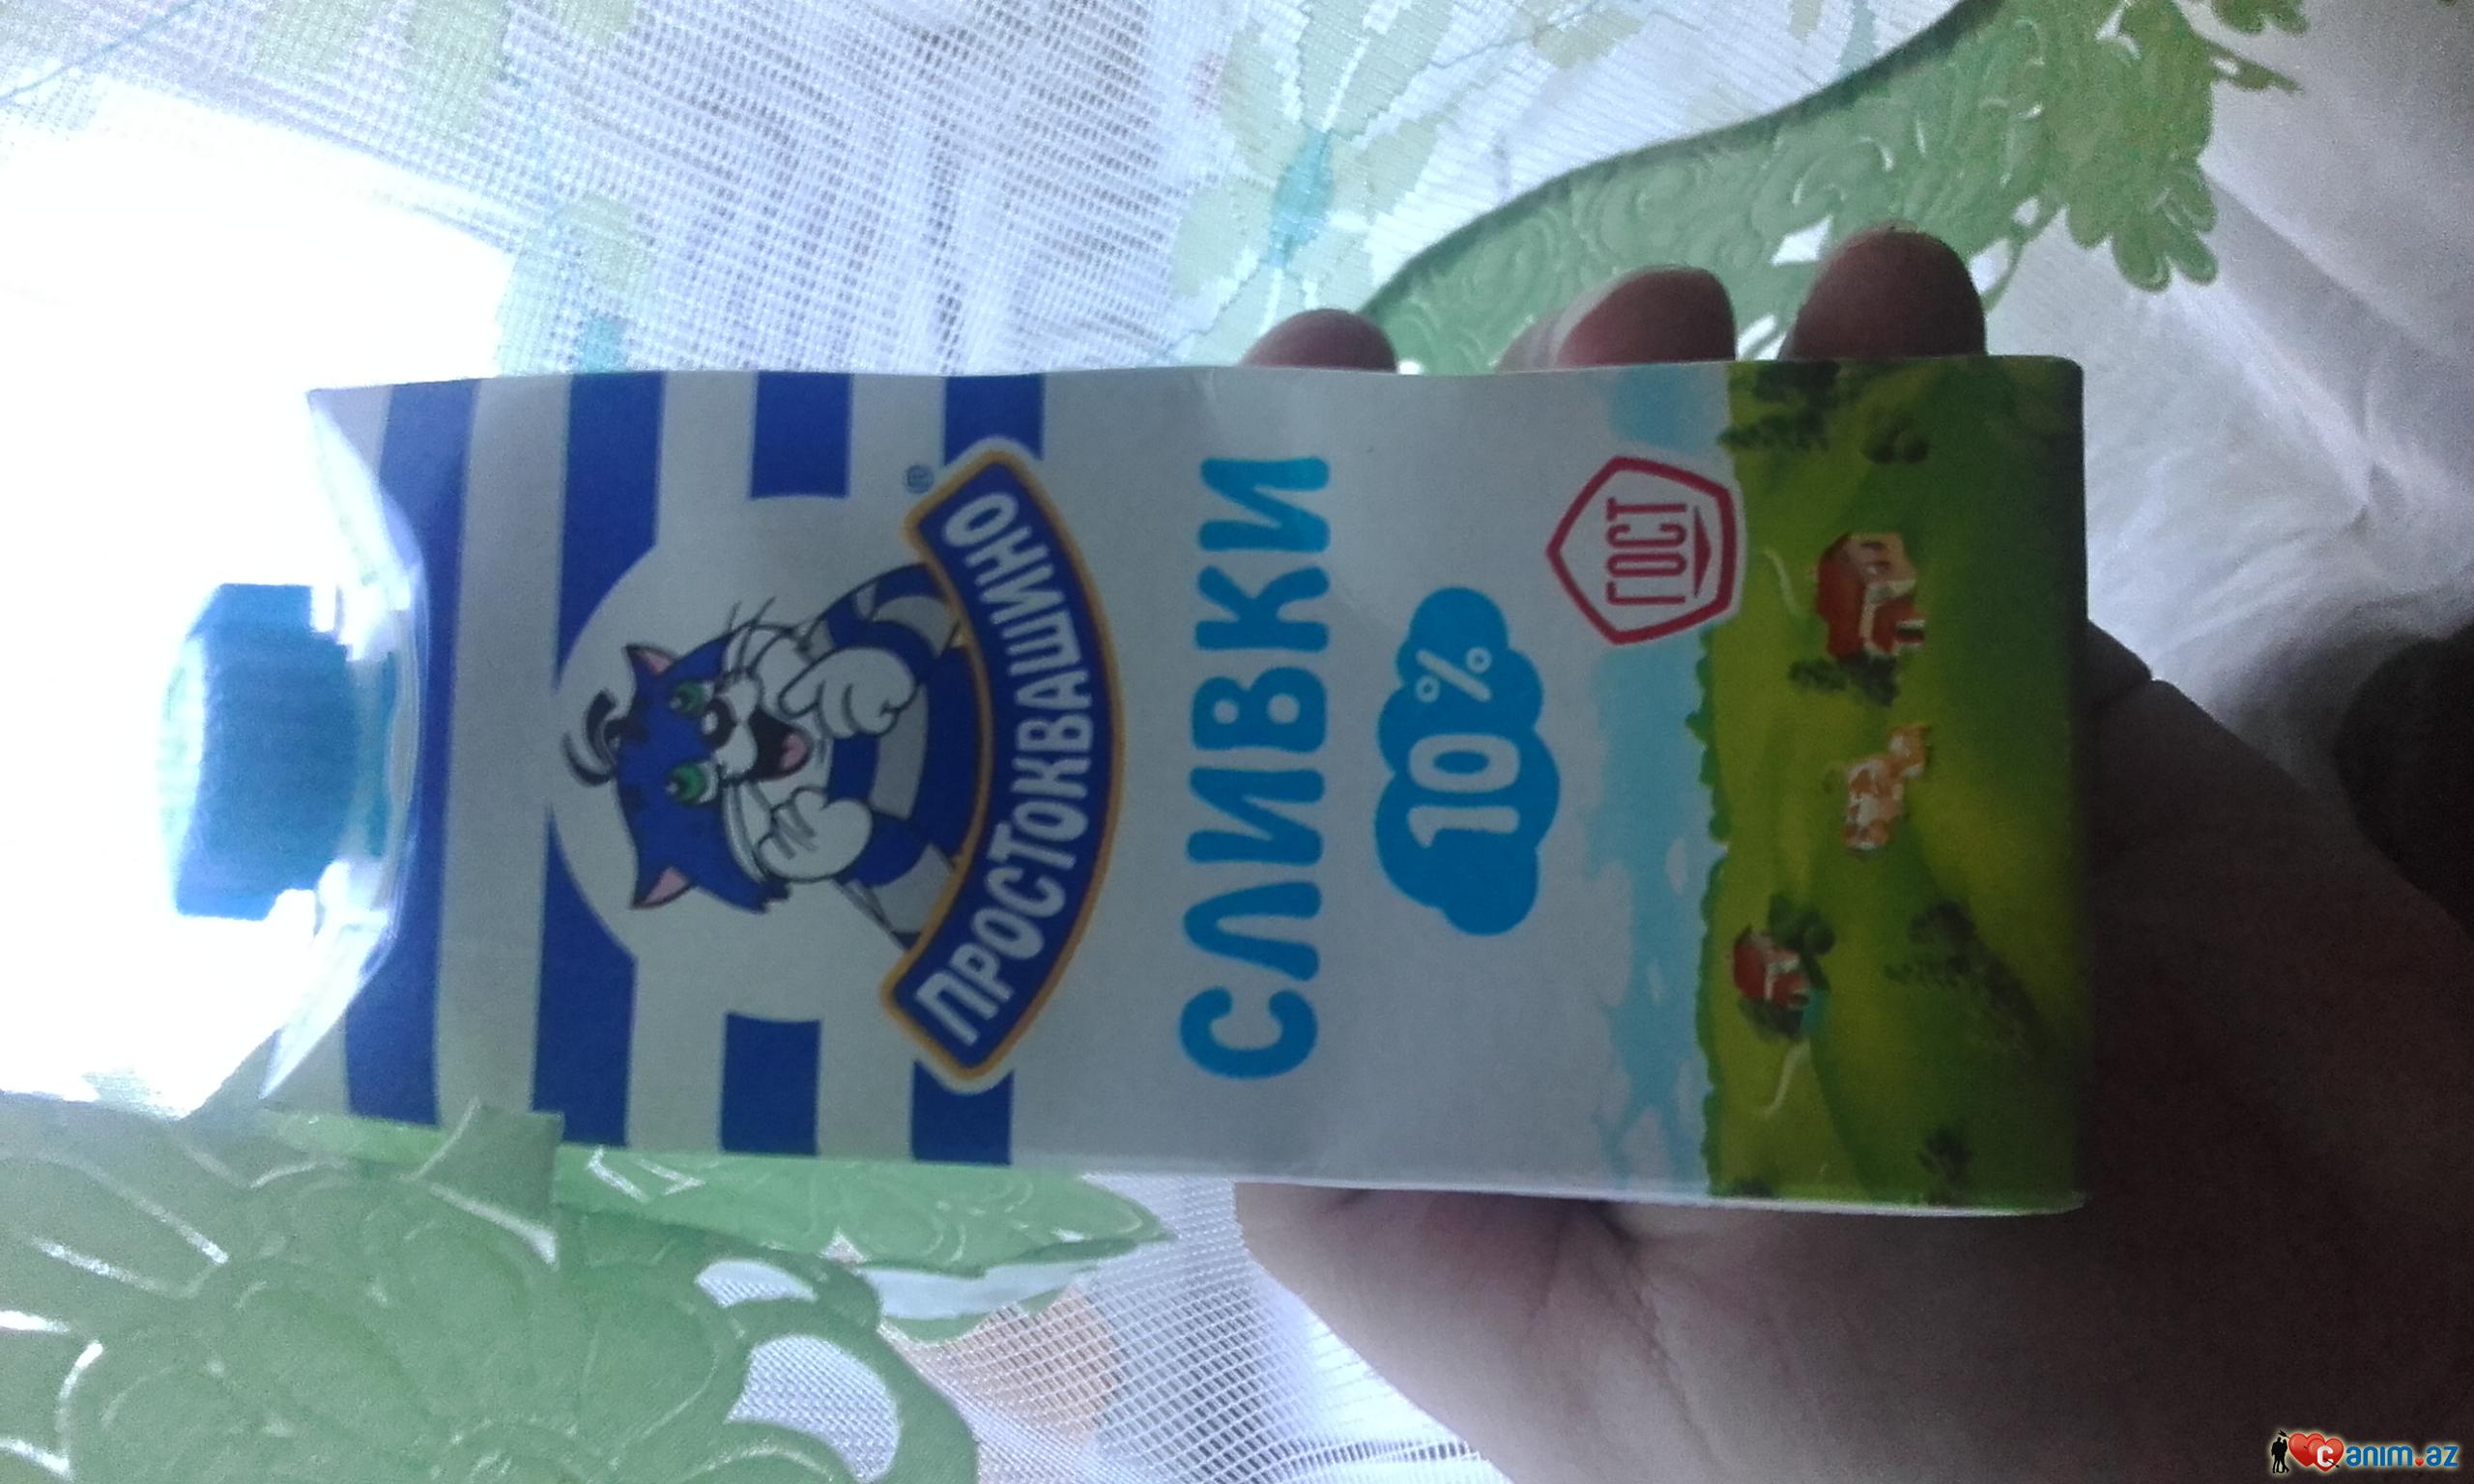 ПРОСТОКВАШИНО
®
СЛИВКИ
10%
ГОСТ
Canim.az